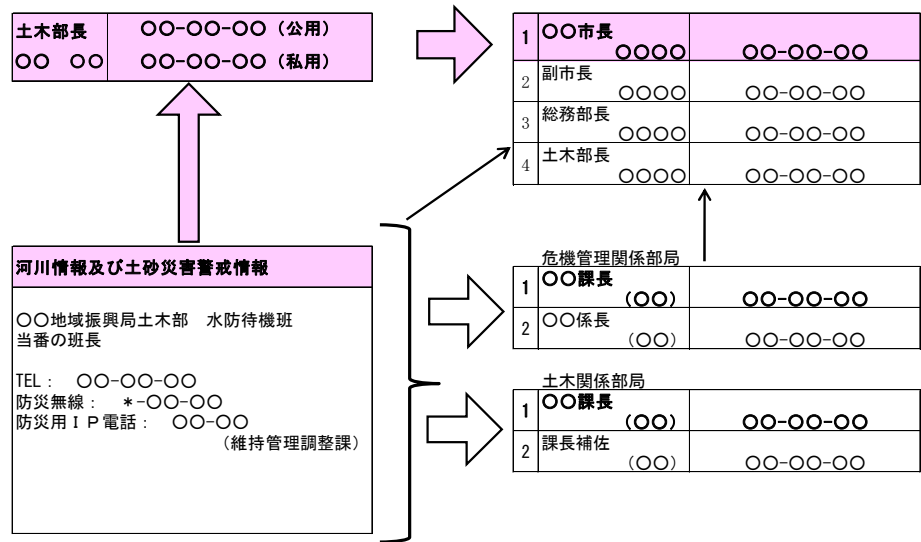 土木部長 〇〇-〇〇-〇〇（公用）
〇〇 〇〇 〇〇-〇〇-〇〇（私用）
1 〇〇市長
〇〇〇〇 〇〇-〇〇-〇〇
2 副市長
〇〇〇〇 〇〇-〇〇-〇〇
3 総務部長
〇〇〇〇 〇〇-〇〇-〇〇
4 土木部長
〇〇〇〇 〇〇-〇〇-〇〇
河川情報及び土砂災害警戒情報
〇〇地域振興局土木部 水防待機班
当番の班長
TEL： 〇〇-〇〇-〇〇
防災無線： *-〇〇-〇〇
防災用ＩＰ電話： 〇〇-〇〇
（維持管理調整課）
危機管理関係部局
1 〇〇課長
（〇〇） 〇〇-〇〇-〇〇
2 〇〇係長
（〇〇） 〇〇-〇〇-〇〇
土木関係部局
1 〇〇課長
（〇〇） 〇〇-〇〇-〇〇
2 課長補佐
（〇〇） 〇〇-〇〇-〇〇